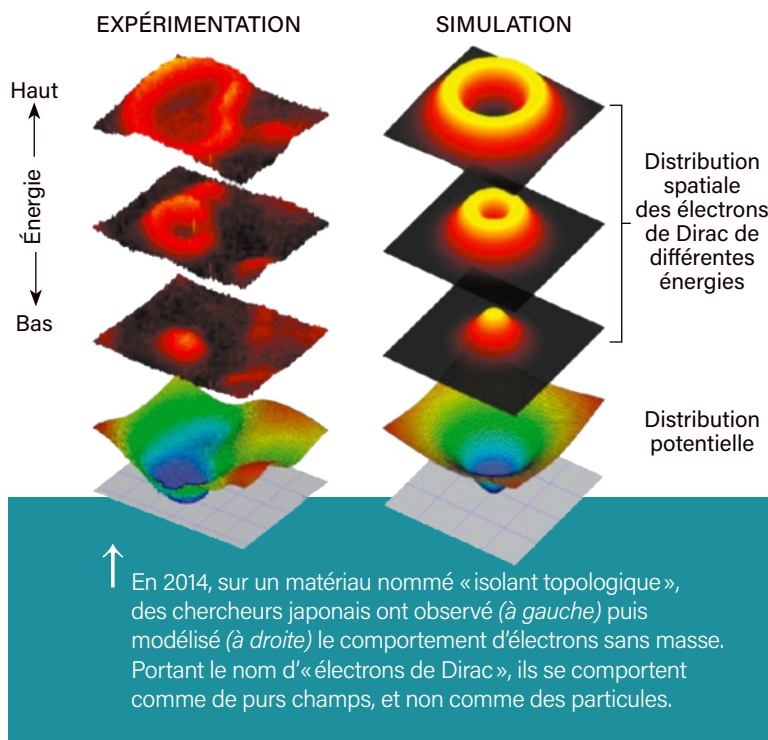 EXPÉRIMENTATION
SIMULATION
Haut
Énergie
Bas
Distribution
spatiale
des électrons
de Dirac de
différentes
énergies
Distribution
potentielle
En 2014, sur un matériau nommé « isolant topologique »,
des chercheurs japonais ont observé (à gauche) puis
modélisé (à droite) le comportement d’électrons sans masse.
Portant le nom d’« électrons de Dirac », ils se comportent
comme de purs champs, et non comme des particules.